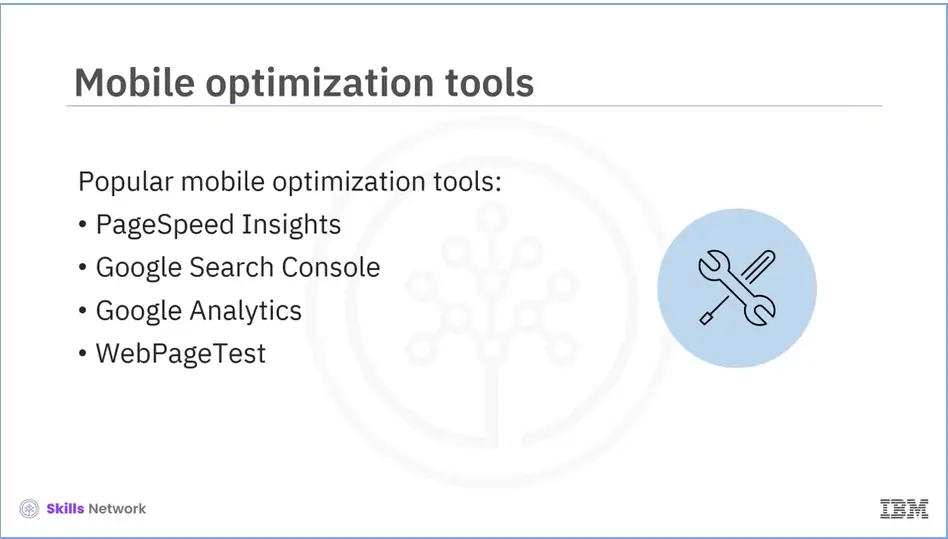 Mobile optimization tools
Popular mobile optimization tools:
• PageSpeed Insights
• Google Search Console
• Google Analytics
• WebPageTest
Skills Network
IBM